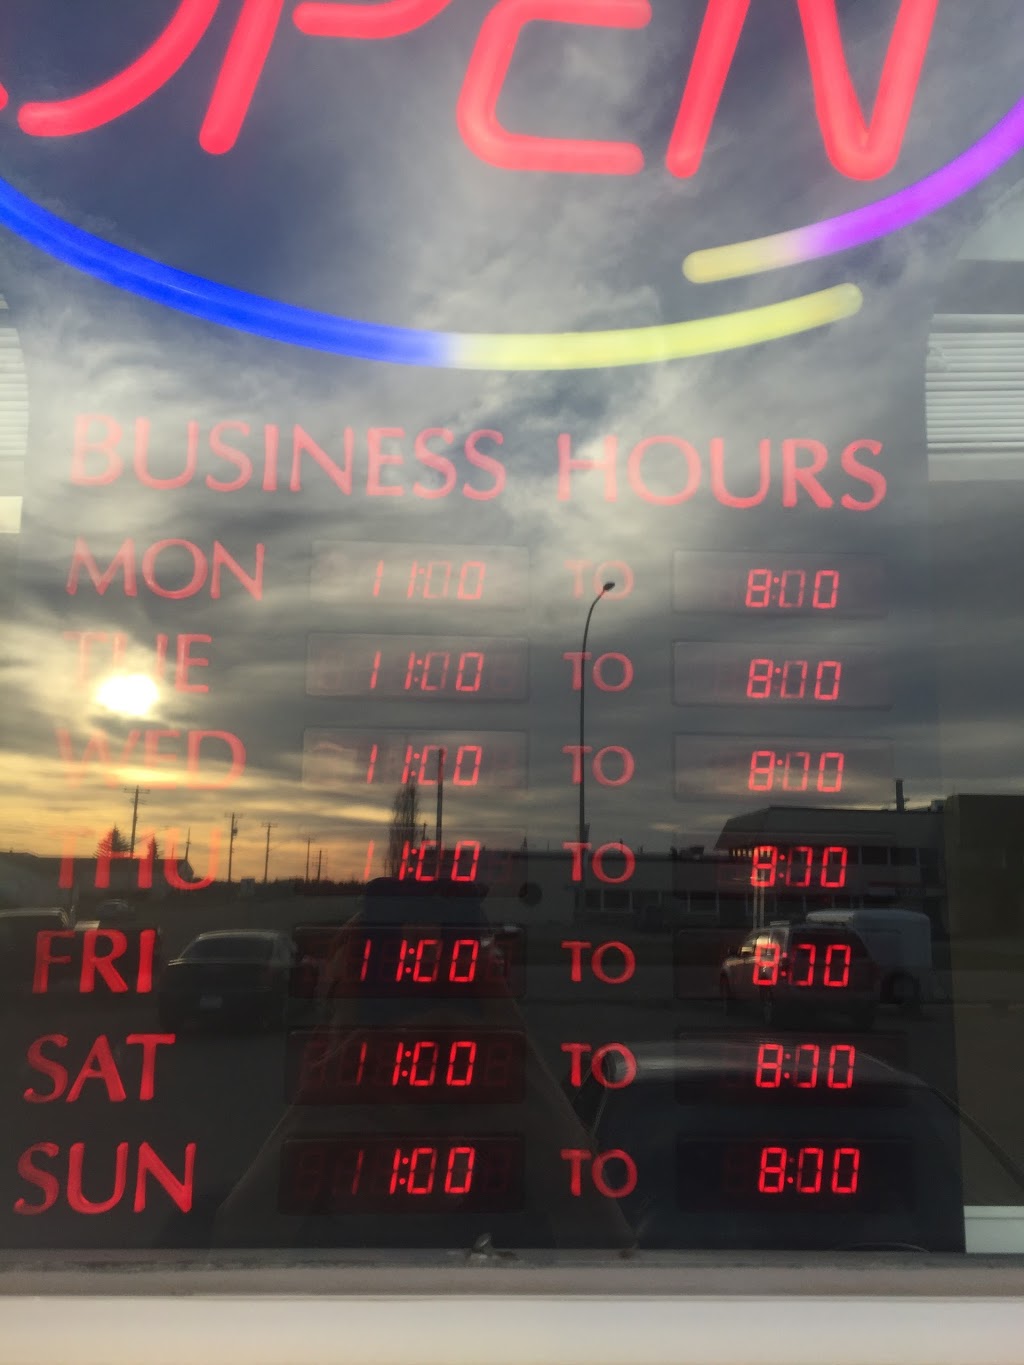 OPEN
BUSINESS HOURS
MON 11:00 TO 8:00
TUE 11:00 TO 8:00
WED 11:00 TO 8:00
THU 11:00 TO 8:00
FRI 11:00 TO 8:00
SAT 11:00 TO 8:00
SUN 11:00 TO 8:00